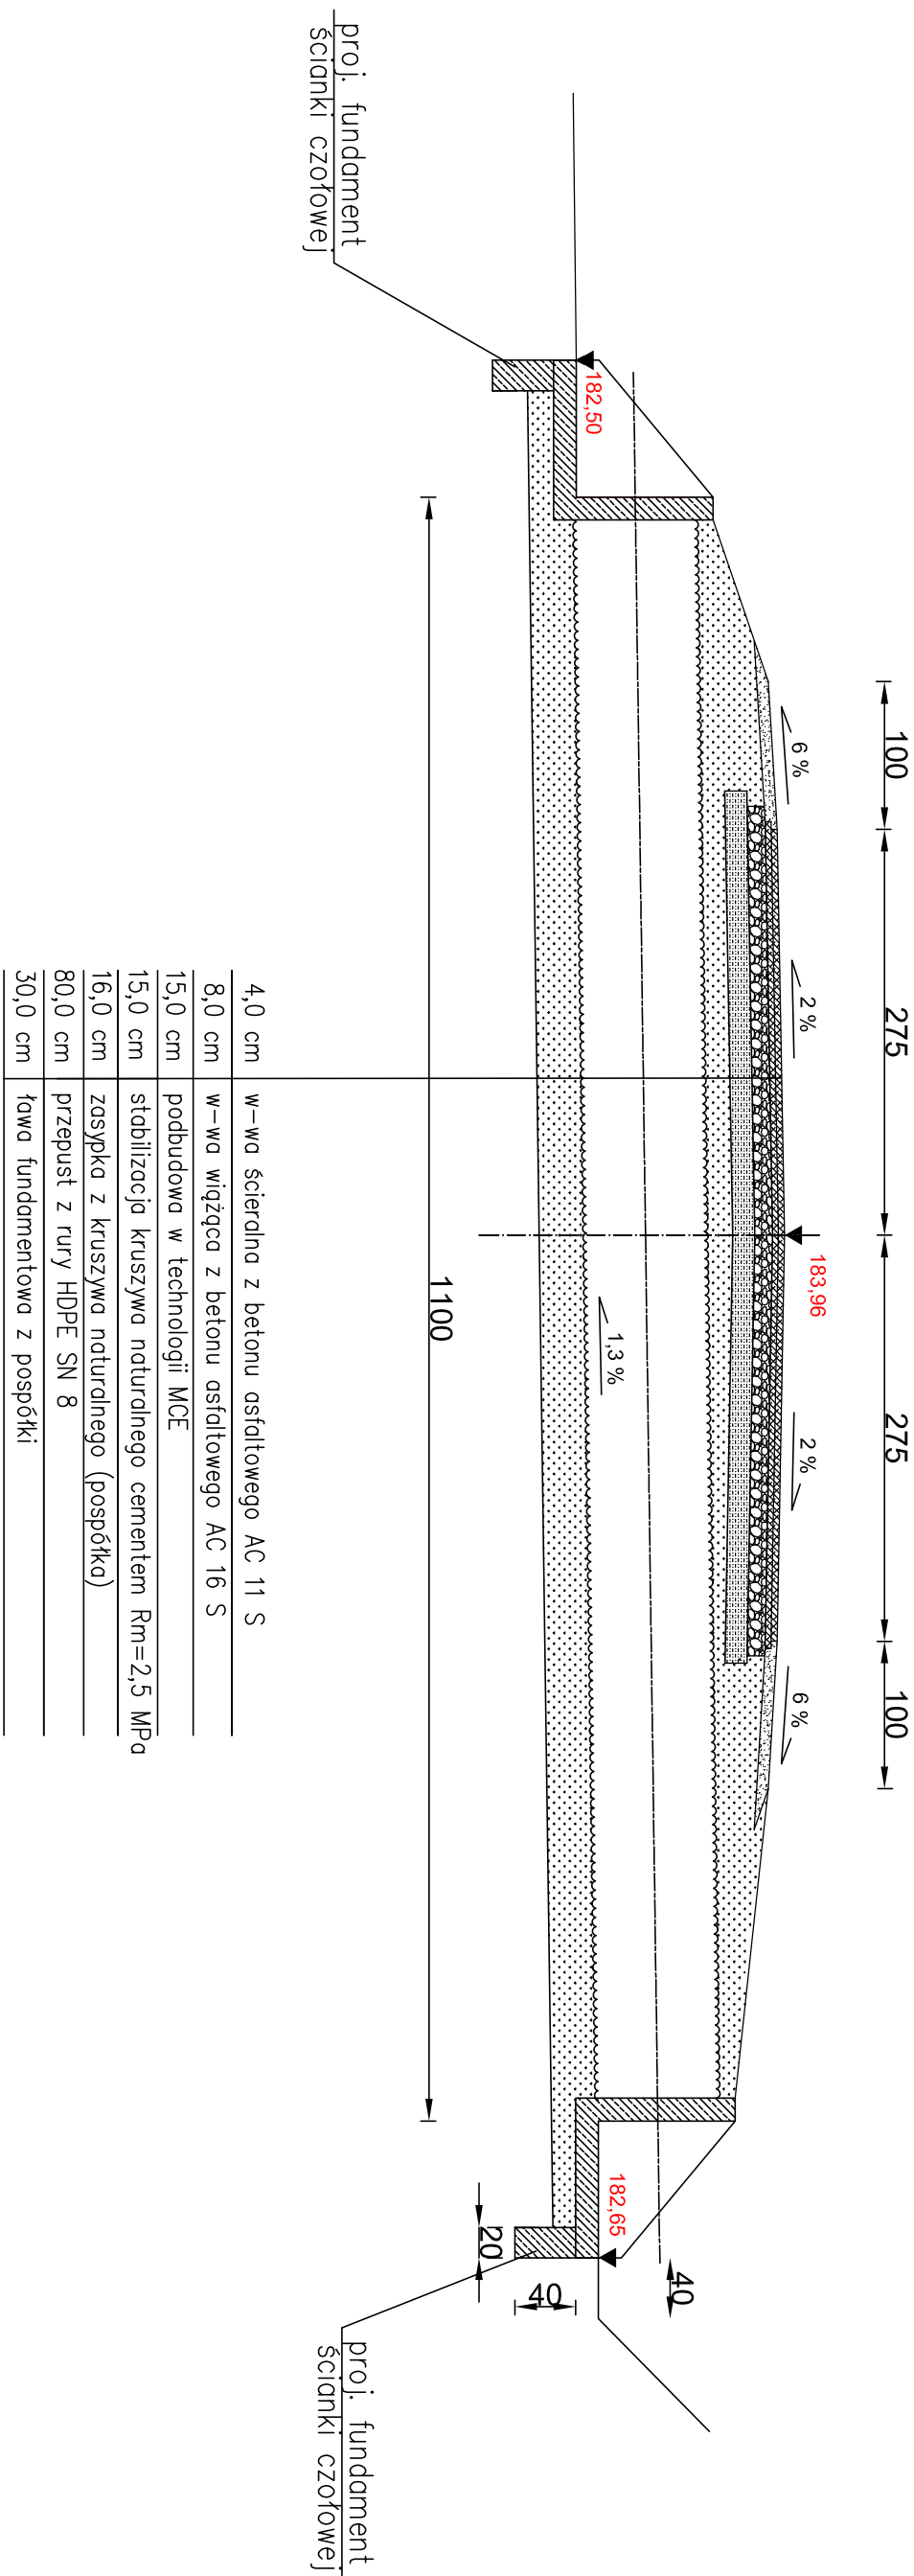 100
275
275
100
6 %
2 %
2 %
6 %
183,96
182,50
182,65
1,3 %
1100
40
40
20
proj. fundament
ścianki czołowej
proj. fundament
ścianki czołowej
4,0 cm w-wa ścieralna z betonu asfaltowego AC 11 S
8,0 cm w-wa wiążąca z betonu asfaltowego AC 16 S
15,0 cm podbudowa w technologii MCE
15,0 cm stabilizacja kruszywa naturalnego cementem Rm=2,5 MPa
16,0 cm zasypka z kruszywa naturalnego (pospółka)
80,0 cm przepust z rury HDPE SN 8
30,0 cm ława fundamentowa z pospółki